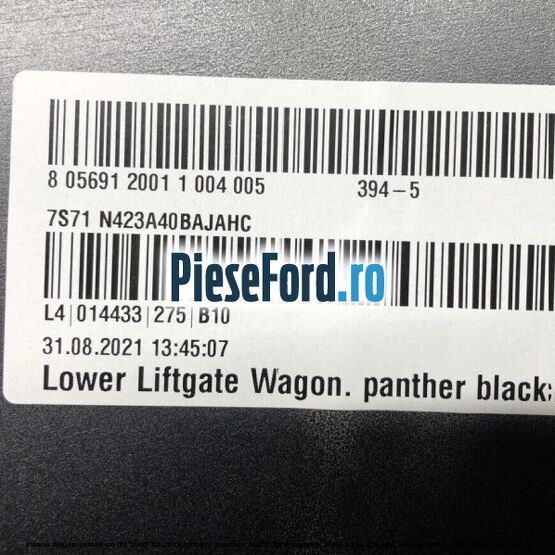 8 05691 2001 1 004 005 394-5
7S71 N423A40BAJAHC
PieseFord.ro
L4|014433|275|B10
31.08.2021 13:45:07
Lower Liftgate Wagon. panther black